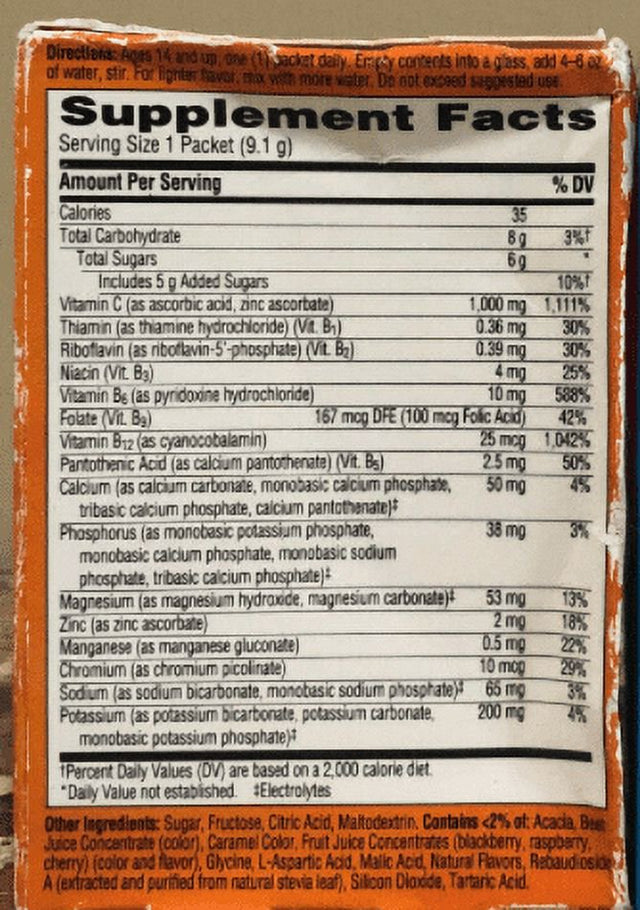 Directions: Ages 14 and up, one (1) packet daily. Empty contents into a glass, add 4–6 oz
of water, stir. For lighter flavor, mix with more water. Do not exceed suggested use.
Supplement Facts
Serving Size 1 Packet (9.1 g)
Amount Per Serving % DV
Calories 35
Total Carbohydrate 8 g 3%†
Total Sugars 6 g *
Includes 5 g Added Sugars 10%†
Vitamin C (as ascorbic acid, zinc ascorbate) 1,000 mg 1,111%
Thiamin (as thiamine hydrochloride) (Vit. B₁) 0.36 mg 30%
Riboflavin (as riboflavin-5'-phosphate) (Vit. B₂) 0.39 mg 30%
Niacin (Vit. B₃) 4 mg 25%
Vitamin B₆ (as pyridoxine hydrochloride) 10 mg 588%
Folate (Vit. B₉) 167 mcg DFE (100 mcg Folic Acid) 42%
Vitamin B₁₂ (as cyanocobalamin) 25 mcg 1,042%
Pantothenic Acid (as calcium pantothenate) (Vit. B₅) 2.5 mg 50%
Calcium (as calcium carbonate, monobasic calcium phosphate, 50 mg 4%
tribasic calcium phosphate, calcium pantothenate)‡
Phosphorus (as monobasic potassium phosphate, 38 mg 3%
monobasic calcium phosphate, monobasic sodium
phosphate, tribasic calcium phosphate)‡
Magnesium (as magnesium hydroxide, magnesium carbonate)‡ 53 mg 13%
Zinc (as zinc ascorbate) 2 mg 18%
Manganese (as manganese gluconate) 0.5 mg 22%
Chromium (as chromium picolinate) 10 mcg 29%
Sodium (as sodium bicarbonate, monobasic sodium phosphate)‡ 65 mg 3%
Potassium (as potassium bicarbonate, potassium carbonate, 200 mg 4%
monobasic potassium phosphate)‡
†Percent Daily Values (DV) are based on a 2,000 calorie diet.
*Daily Value not established. ‡Electrolytes
Other Ingredients: Sugar, Fructose, Citric Acid, Maltodextrin. Contains <2% of: Acacia, Beet
Juice Concentrate (color), Caramel Color, Fruit Juice Concentrates (blackberry, raspberry,
cherry) (color and flavor), Glycine, L-Aspartic Acid, Malic Acid, Natural Flavors, Rebaudioside
A (extracted and purified from natural stevia leaf), Silicon Dioxide, Tartaric Acid.